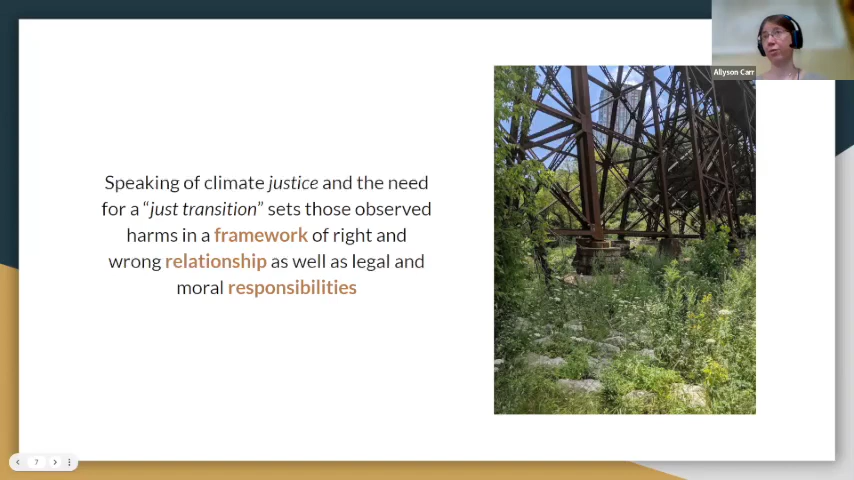 Allyson Carr
Speaking of climate justice and the need
for a “just transition” sets those observed
harms in a framework of right and
wrong relationship as well as legal and
moral responsibilities
7